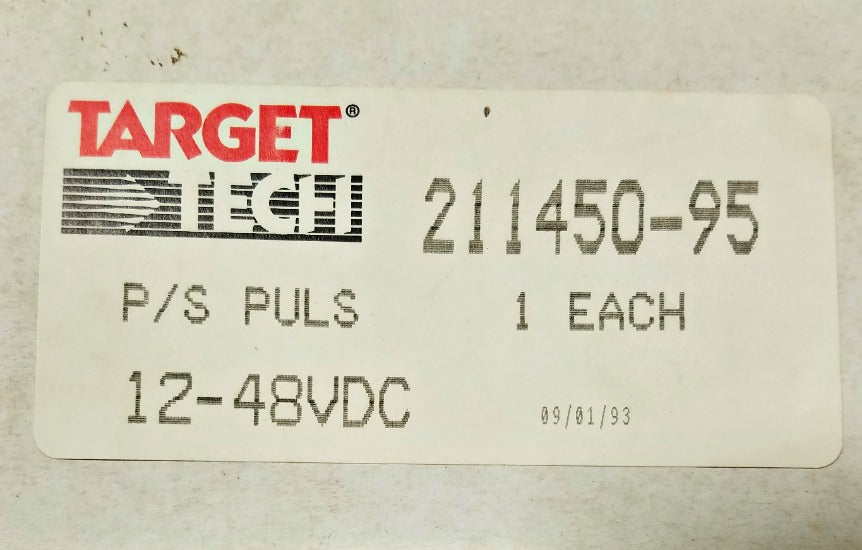 TARGET®
TECH
211450-95
P/S PULS
1 EACH
12-48VDC
09/01/93